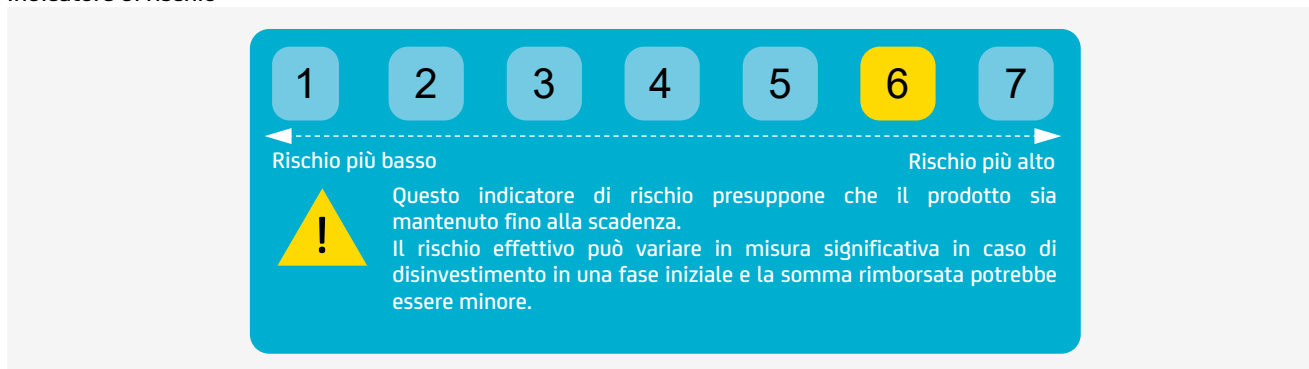 1 2 3 4 5 6 7
Rischio più basso Rischio più alto
Questo indicatore di rischio presuppone che il prodotto sia
mantenuto fino alla scadenza.
!
Il rischio effettivo può variare in misura significativa in caso di
disinvestimento in una fase iniziale e la somma rimborsata potrebbe
essere minore.